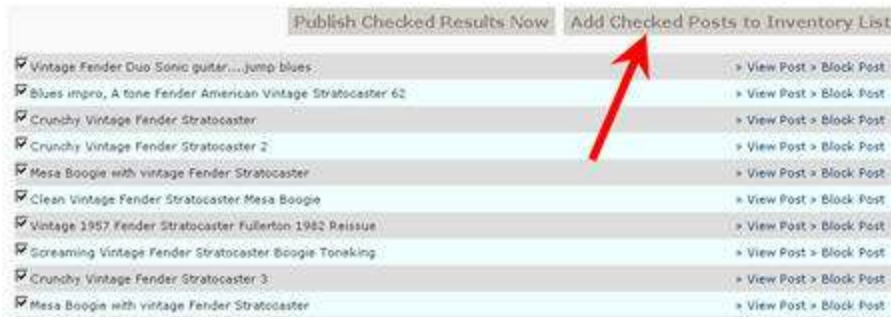 Publish Checked Results Now Add Checked Posts to Inventory List
Vintage Fender Duo Sonic guitar....jump blues » View Post » Block Post
Blues impro, A tone Fender American Vintage Stratocaster 62 » View Post » Block Post
Crunchy Vintage Fender Stratocaster » View Post » Block Post
Crunchy Vintage Fender Stratocaster 2 » View Post » Block Post
Mesa Boogie with vintage Fender Stratocaster » View Post » Block Post
Clean Vintage Fender Stratocaster Mesa Boogie » View Post » Block Post
Vintage 1957 Fender Stratocaster Fullerton 1982 Reissue » View Post » Block Post
Screaming Vintage Fender Stratocaster Boogie Toneking » View Post » Block Post
Crunchy Vintage Fender Stratocaster 3 » View Post » Block Post
Mesa Boogie with vintage Fender Stratocaster » View Post » Block Post